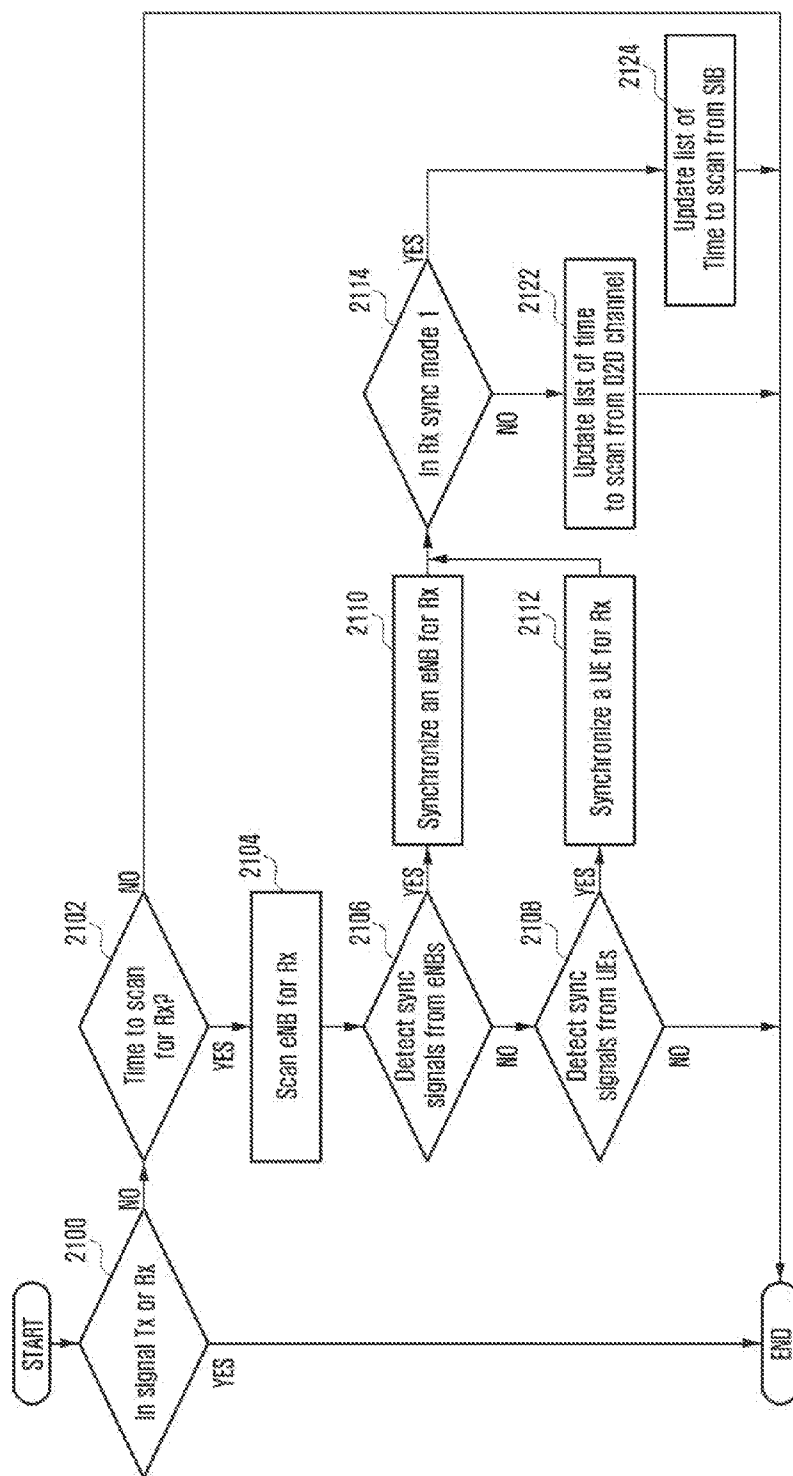 START
2100
In signal Tx or Rx
YES
NO
2102
Time to scan
for Rx?
NO
YES
2104
Scan eNB for Rx
2106
Detect sync
signals from eNBs
YES
NO
2108
Detect sync
signals from UEs
YES
NO
2110
Synchronize an eNB for Rx
2112
Synchronize a UE for Rx
2114
In Rx sync mode 1
YES
NO
2122
Update list of time
to scan from D2D channel
2124
Update list of
Time to scan from SIB
END